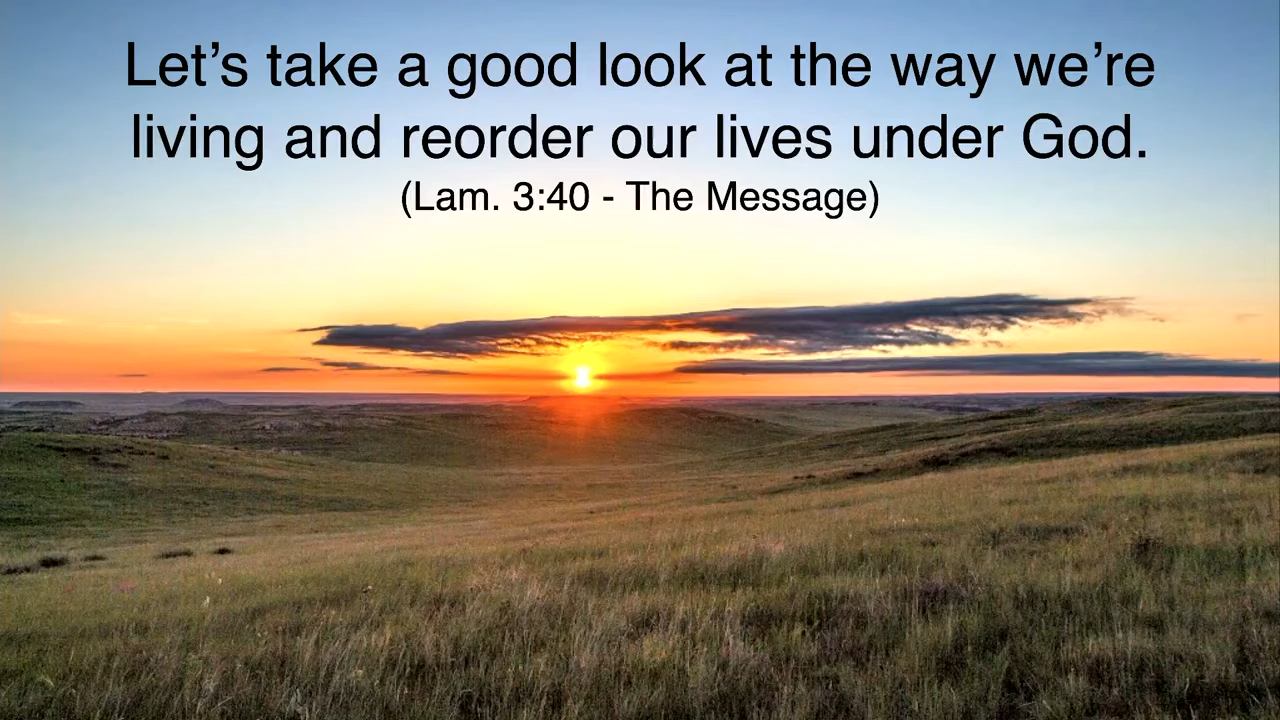 Let’s take a good look at the way we’re
living and reorder our lives under God.
(Lam. 3:40 - The Message)